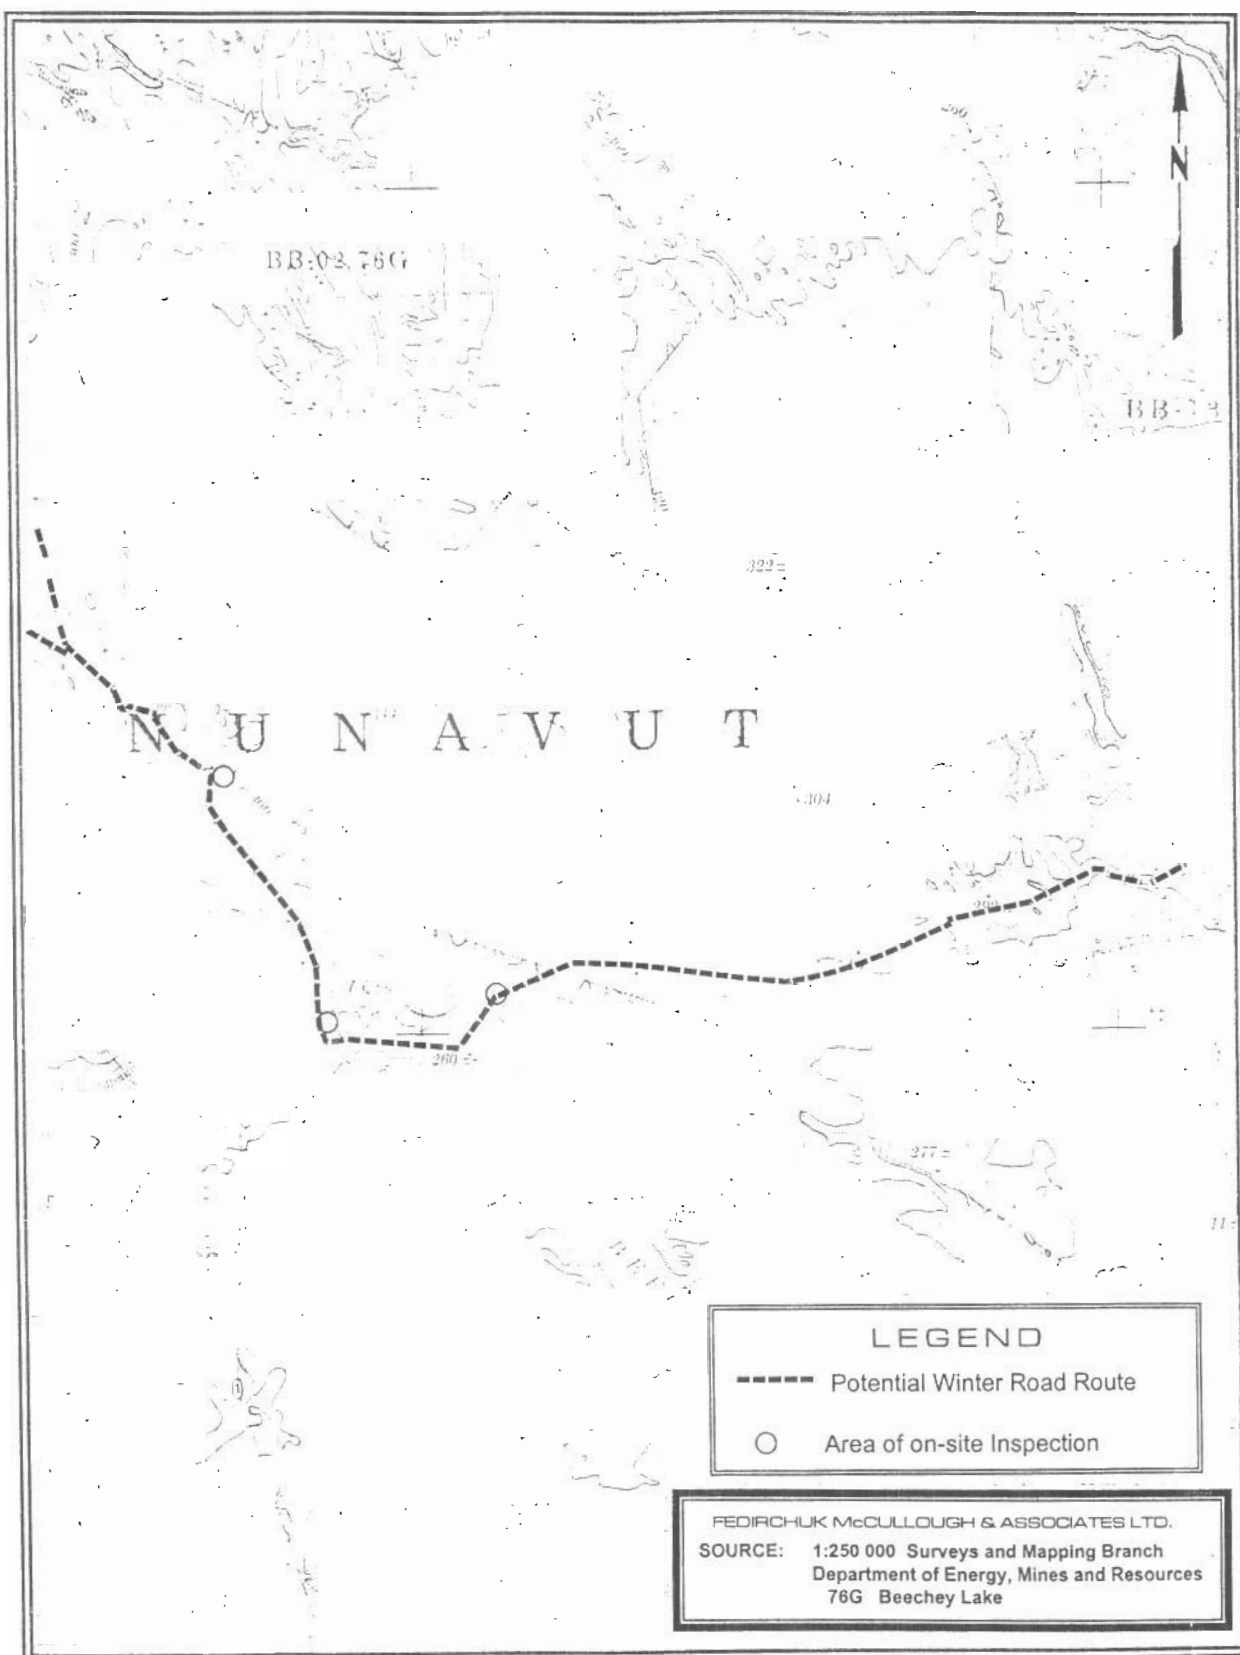 N
BB-02, 76G
BB-
322
N U N A V U T
304
260
277
11
LEGEND
Potential Winter Road Route
Area of on-site Inspection
FEDIRCHUK McCULLOUGH & ASSOCIATES LTD.
SOURCE: 1:250 000 Surveys and Mapping Branch
Department of Energy, Mines and Resources
76G Beechey Lake